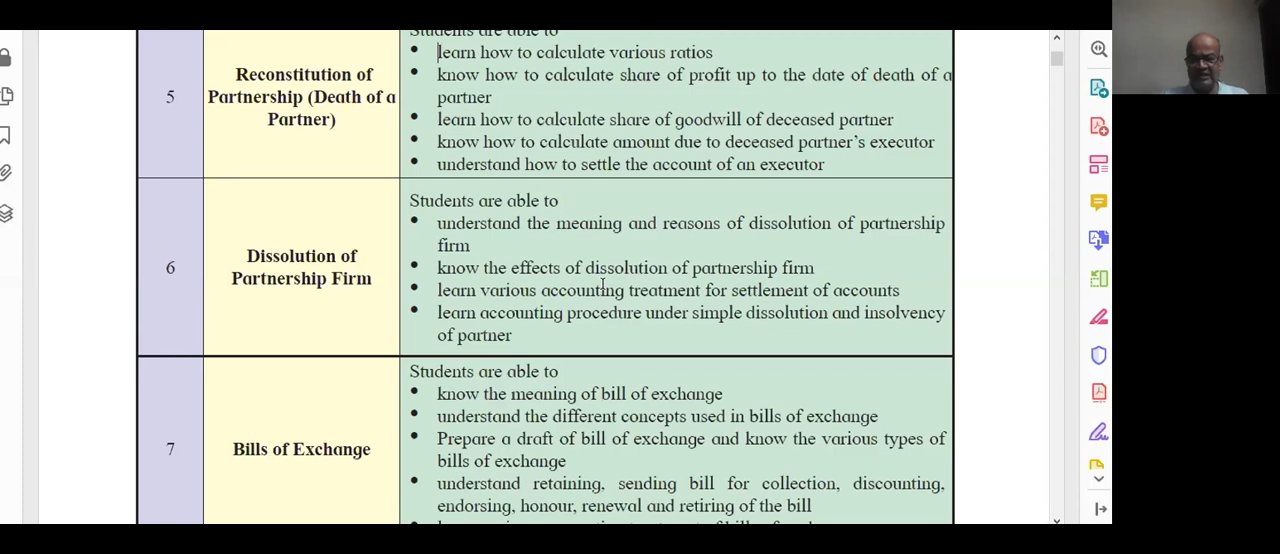 Students are able to
5
Reconstitution of
Partnership (Death of a
Partner)
• learn how to calculate various ratios
• know how to calculate share of profit up to the date of death of a
partner
• learn how to calculate share of goodwill of deceased partner
• know how to calculate amount due to deceased partner's executor
• understand how to settle the account of an executor
6
Dissolution of
Partnership Firm
Students are able to
• understand the meaning and reasons of dissolution of partnership
firm
• know the effects of dissolution of partnership firm
• learn various accounting treatment for settlement of accounts
• learn accounting procedure under simple dissolution and insolvency
of partner
7
Bills of Exchange
Students are able to
• know the meaning of bill of exchange
• understand the different concepts used in bills of exchange
• Prepare a draft of bill of exchange and know the various types of
bills of exchange
• understand retaining, sending bill for collection, discounting,
endorsing, honour, renewal and retiring of the bill